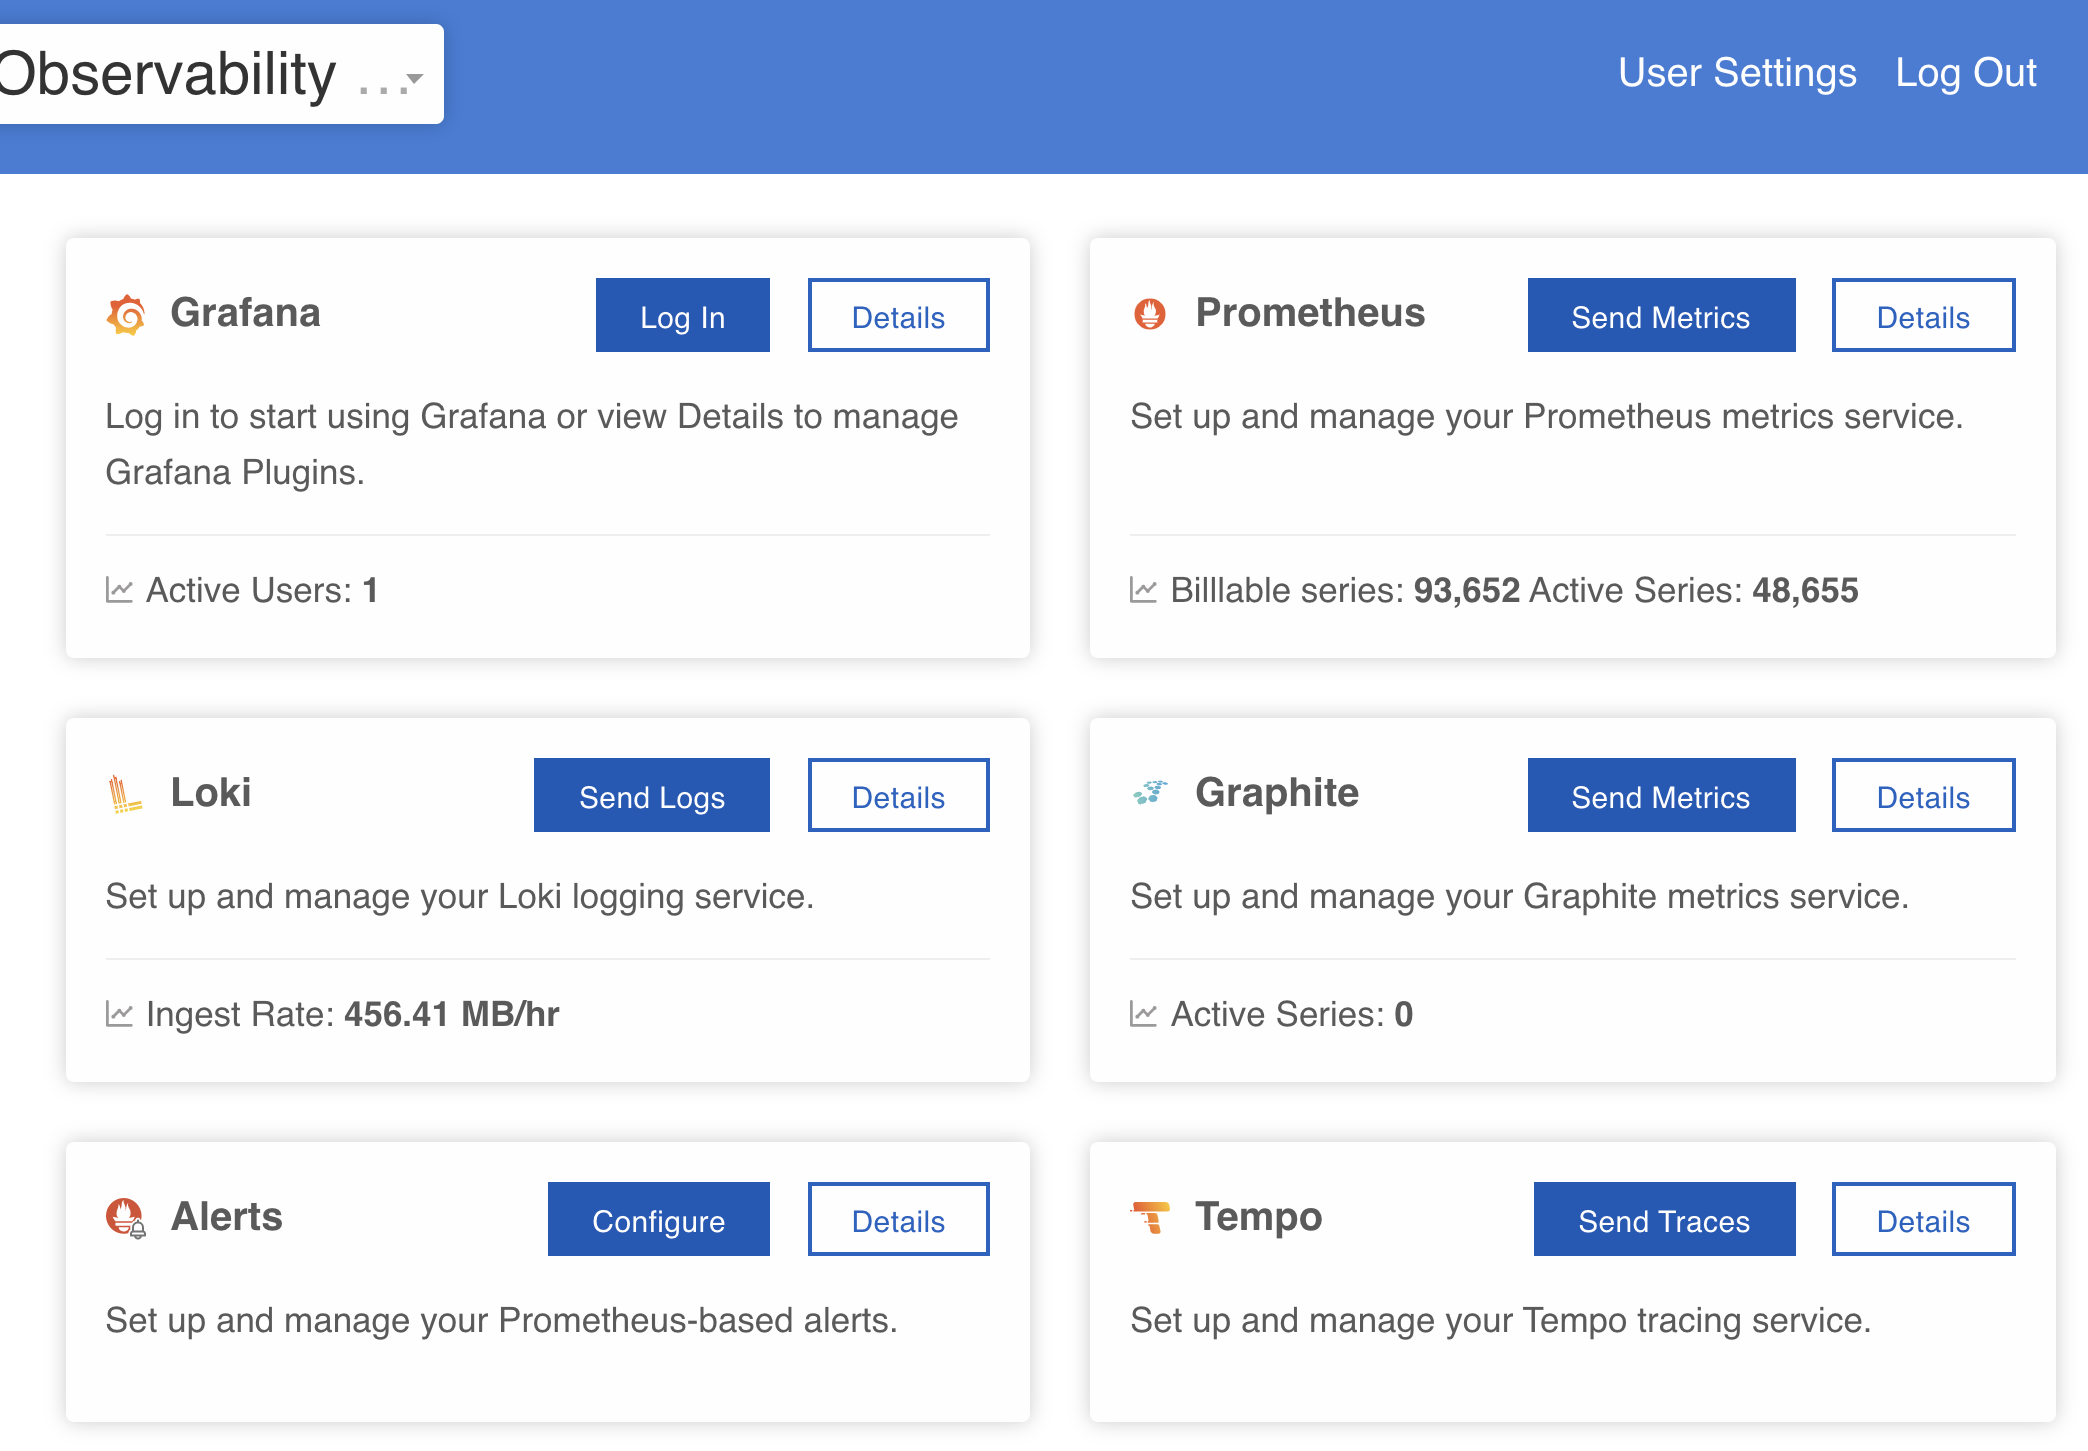 Observability ...
User Settings Log Out
Grafana Log In Details
Log in to start using Grafana or view Details to manage
Grafana Plugins.
Active Users: 1
Prometheus Send Metrics Details
Set up and manage your Prometheus metrics service.
Billlable series: 93,652 Active Series: 48,655
Loki Send Logs Details
Set up and manage your Loki logging service.
Ingest Rate: 456.41 MB/hr
Graphite Send Metrics Details
Set up and manage your Graphite metrics service.
Active Series: 0
Alerts Configure Details
Set up and manage your Prometheus-based alerts.
Tempo Send Traces Details
Set up and manage your Tempo tracing service.